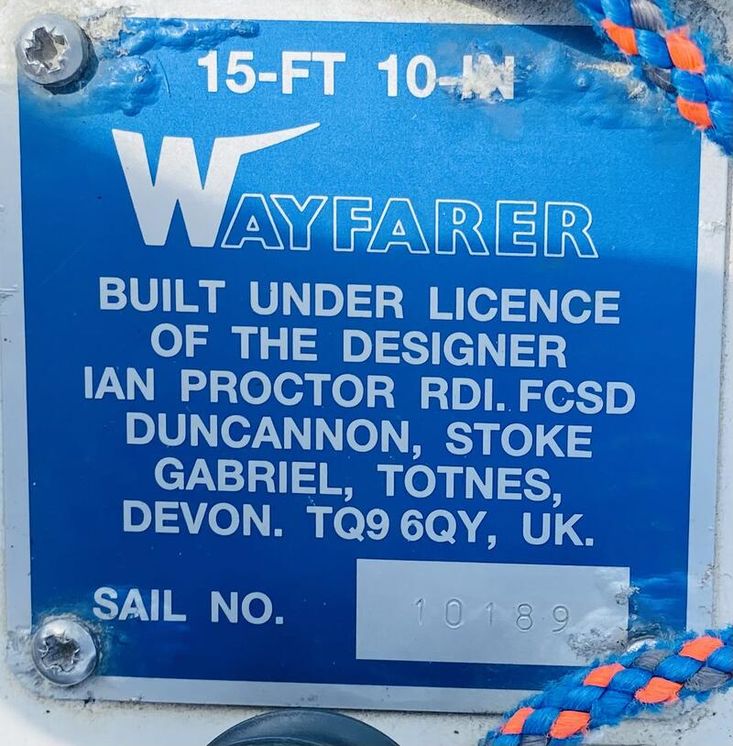 15-FT 10-IN
WAYFARER
BUILT UNDER LICENCE
OF THE DESIGNER
IAN PROCTOR RDI. FCSD
DUNCANNON, STOKE
GABRIEL, TOTNES,
DEVON. TQ9 6QY, UK.
SAIL NO. 10189